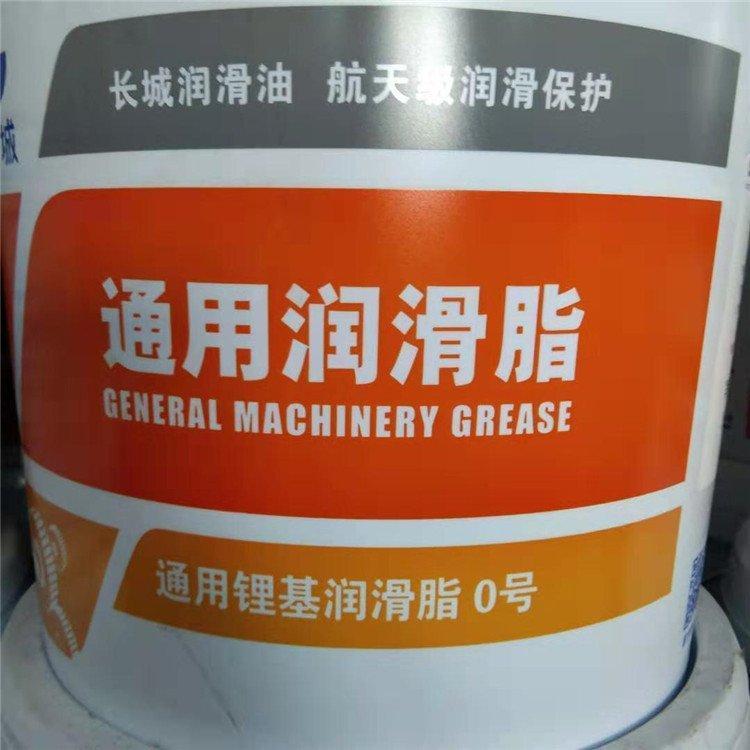 长城润滑油 航天级润滑保护
城
通用润滑脂
GENERAL MACHINERY GREASE
通用锂基润滑脂 0号